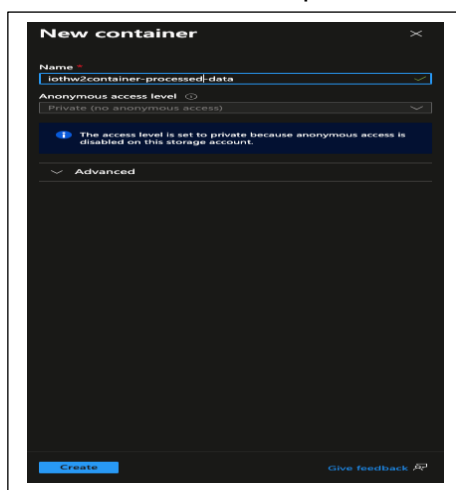 New container
Name *
iothw2container-processed-data
Anonymous access level
Private (no anonymous access)
The access level is set to private because anonymous access is
disabled on this storage account.
Advanced
Create
Give feedback